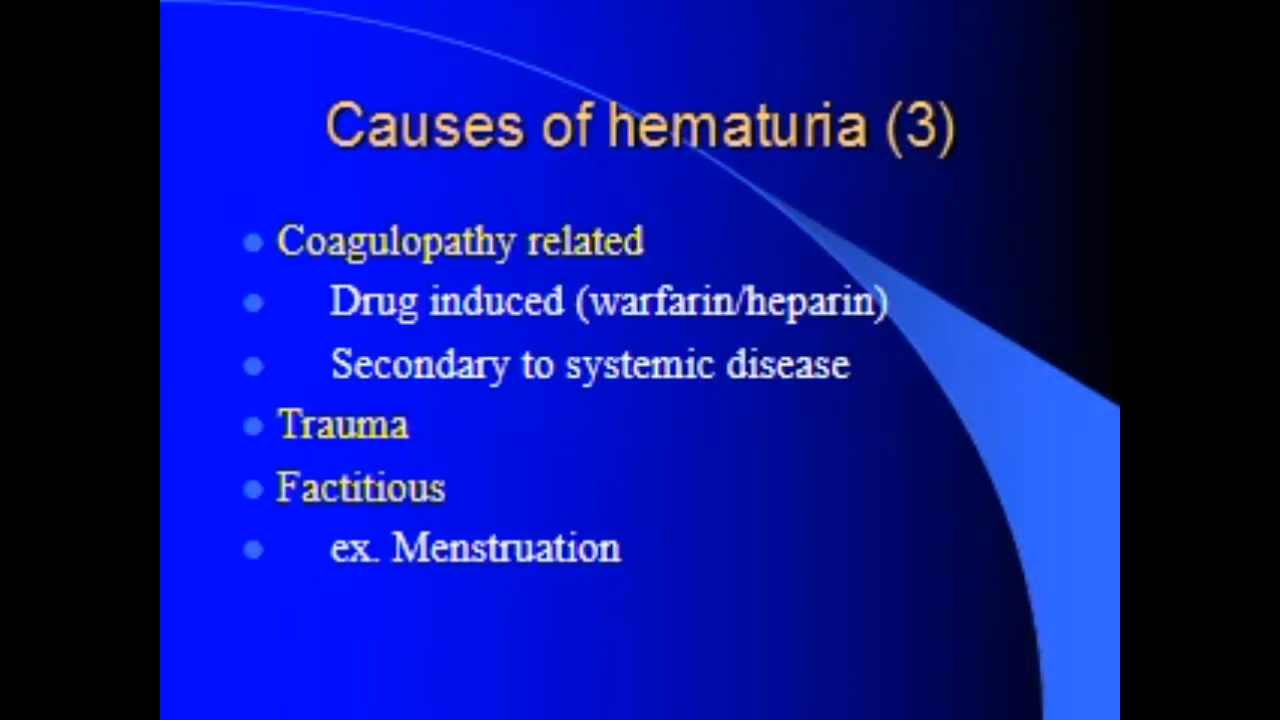 Causes of hematuria (3)
Coagulopathy related
Drug induced (warfarin/heparin)
Secondary to systemic disease
Trauma
Factitious
ex. Menstruation